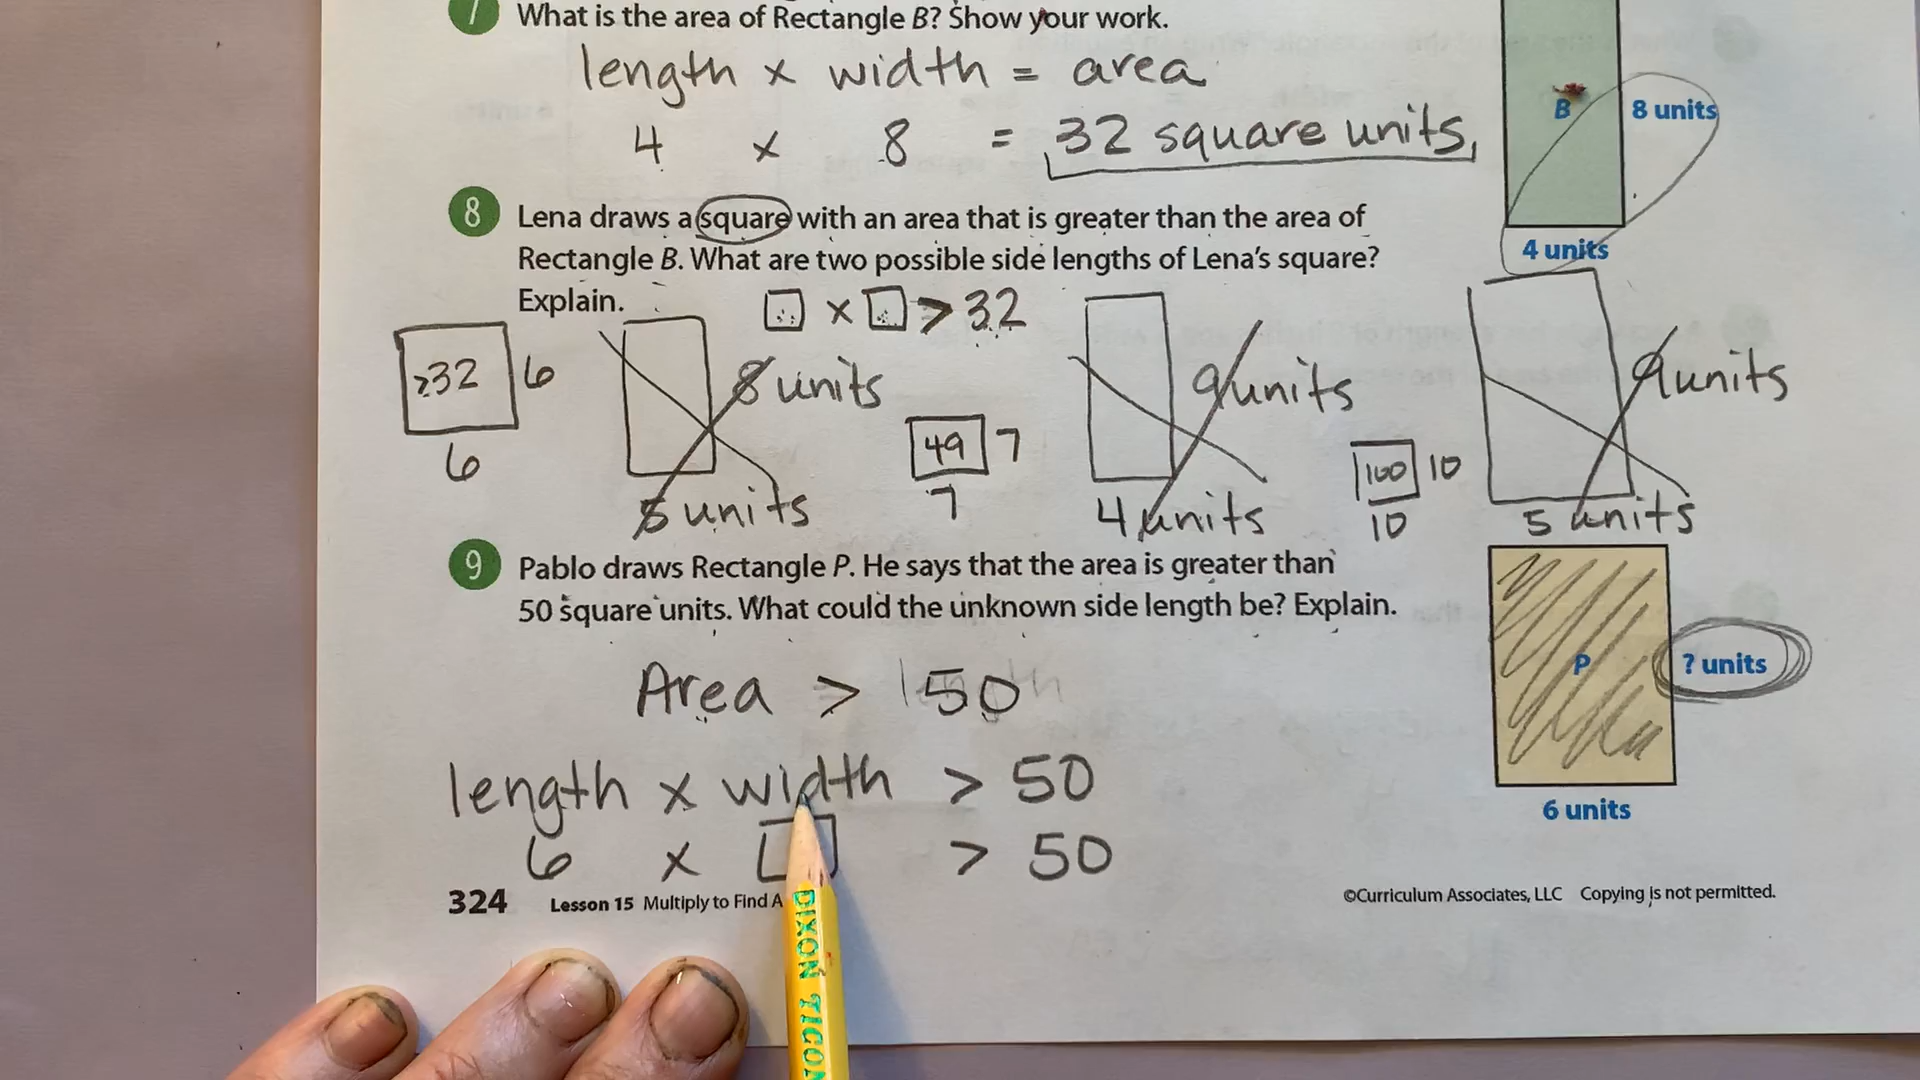 7 What is the area of Rectangle B? Show your work.
length x width = area
4 x 8 = 32 square units
B
8 units
4 units
8 Lena draws a square with an area that is greater than the area of
Rectangle B. What are two possible side lengths of Lena's square?
Explain.
x > 32
>32 6
6
8 units
5 units
49 7
7
9 units
4 units
100 10
10
9 units
5 units
9 Pablo draws Rectangle P. He says that the area is greater than
50 square units. What could the unknown side length be? Explain.
P
? units
6 units
Area > 50
length x width > 50
6 x > 50
324 Lesson 15 Multiply to Find A
©Curriculum Associates, LLC Copying is not permitted.
DIXON TICON